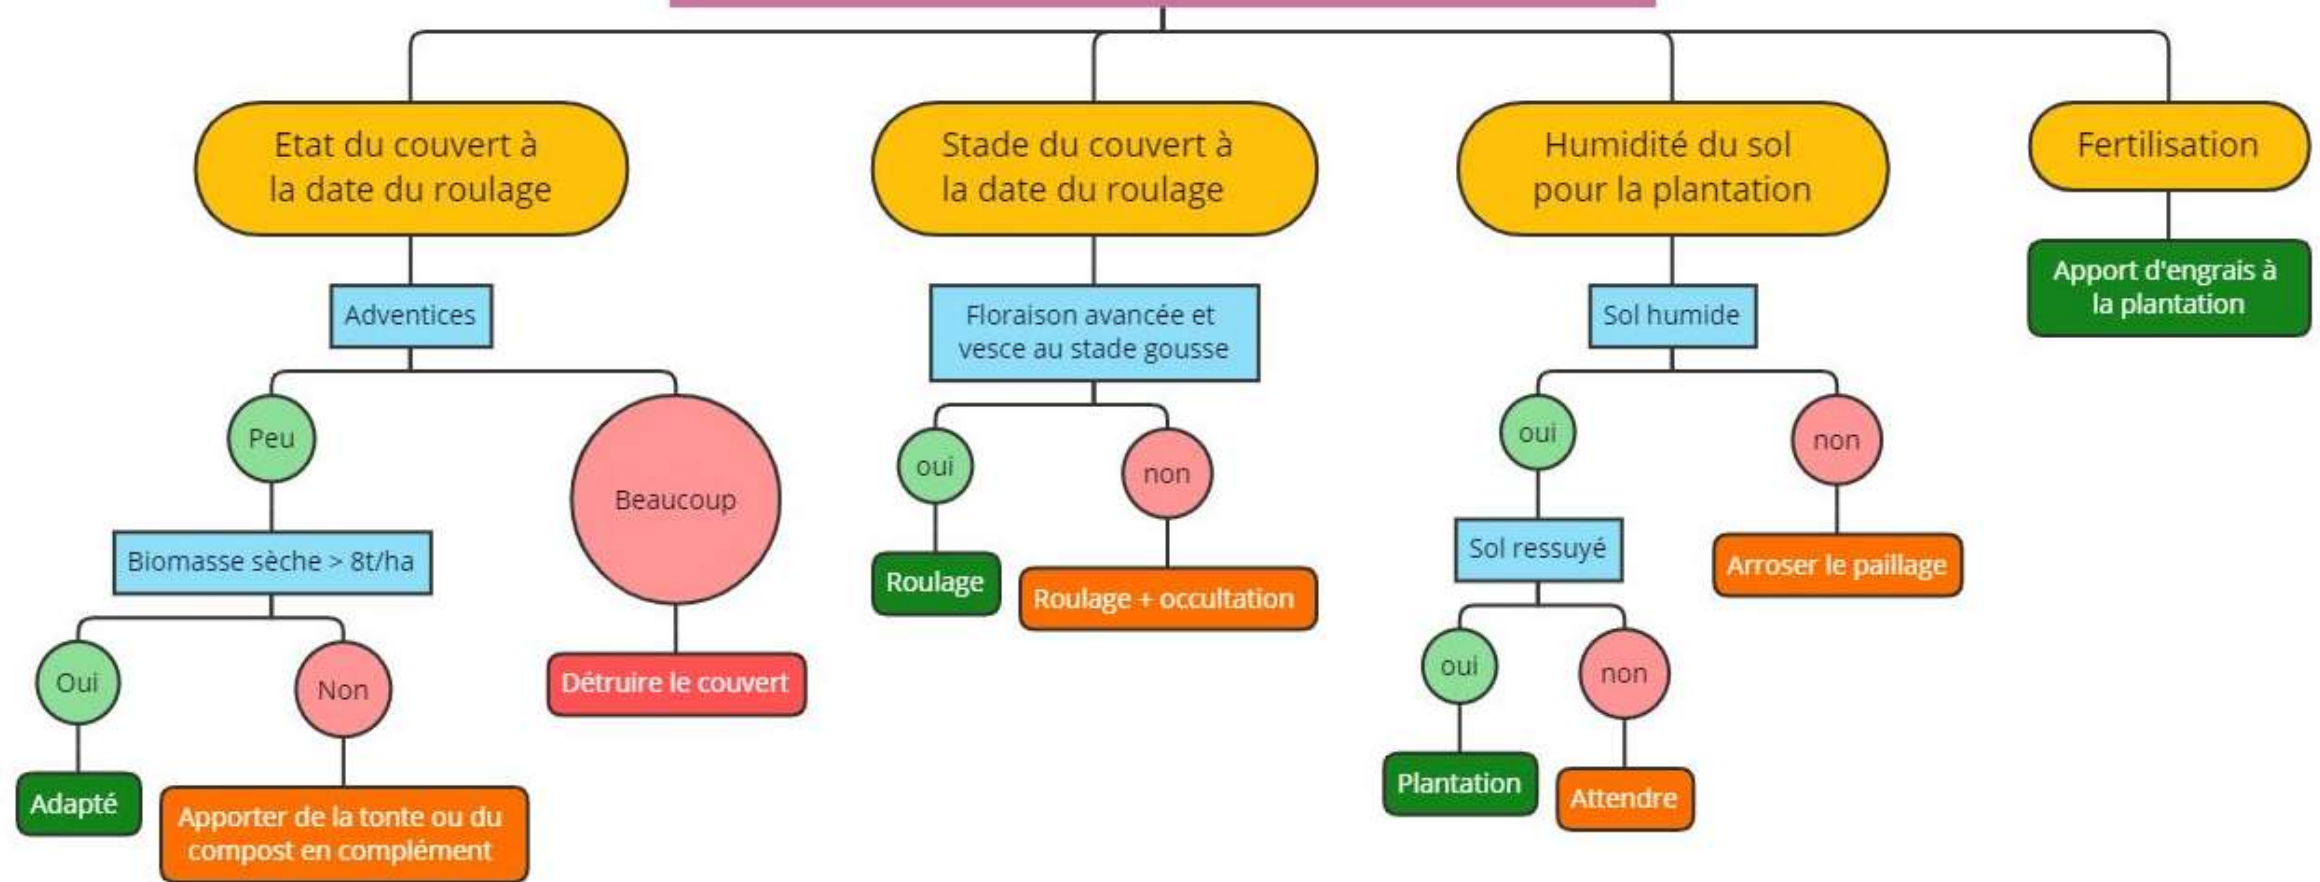 Etat du couvert à
la date du roulage
Stade du couvert à
la date du roulage
Humidité du sol
pour la plantation
Fertilisation
Adventices
Floraison avancée et
vesce au stade gousse
Sol humide
Apport d'engrais à
la plantation
Peu
Beaucoup
oui
non
oui
non
Biomasse sèche > 8t/ha
Roulage
Roulage + occultation
Sol ressuyé
Arroser le paillage
Oui
Non
Détruire le couvert
oui
non
Adapté
Apporter de la tonte ou du
compost en complément
Plantation
Attendre